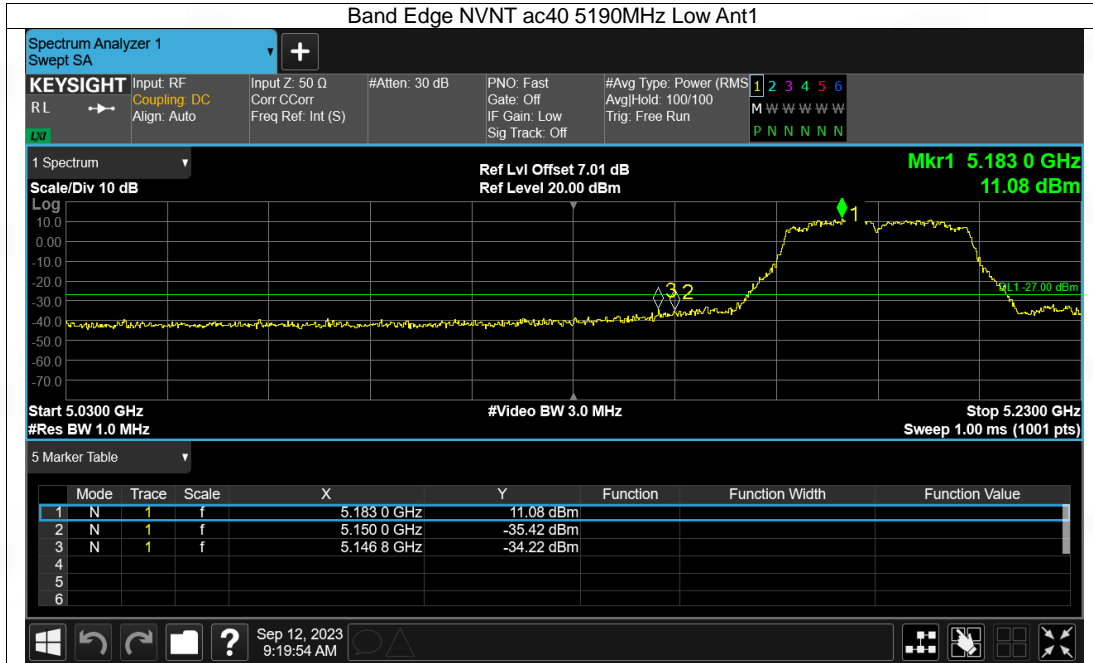 Band Edge NVNT ac40 5190MHz Low Ant1
Spectrum Analyzer 1
Swept SA
+
KEYSIGHT
R L
LXI
Input: RF
Coupling: DC
Align: Auto
Input Z: 50 Ω
Corr CCorr
Freq Ref: Int (S)
#Atten: 30 dB
PNO: Fast
Gate: Off
IF Gain: Low
Sig Track: Off
#Avg Type: Power (RMS
Avg|Hold: 100/100
Trig: Free Run
1 2 3 4 5 6
M W W W W W
P N N N N N
1 Spectrum
Scale/Div 10 dB
Ref Lvl Offset 7.01 dB
Ref Level 20.00 dBm
Mkr1 5.183 0 GHz
11.08 dBm
Log
10.0
0.00
-10.0
-20.0
-30.0
-40.0
-50.0
-60.0
-70.0
1
3 2
DL1 -27.00 dBm
Start 5.0300 GHz
#Video BW 3.0 MHz
Stop 5.2300 GHz
#Res BW 1.0 MHz
Sweep 1.00 ms (1001 pts)
5 Marker Table
Mode Trace Scale X Y Function Function Width Function Value
1 N 1 f 5.183 0 GHz 11.08 dBm
2 N 1 f 5.150 0 GHz -35.42 dBm
3 N 1 f 5.146 8 GHz -34.22 dBm
4
5
6
?
Sep 12, 2023
9:19:54 AM